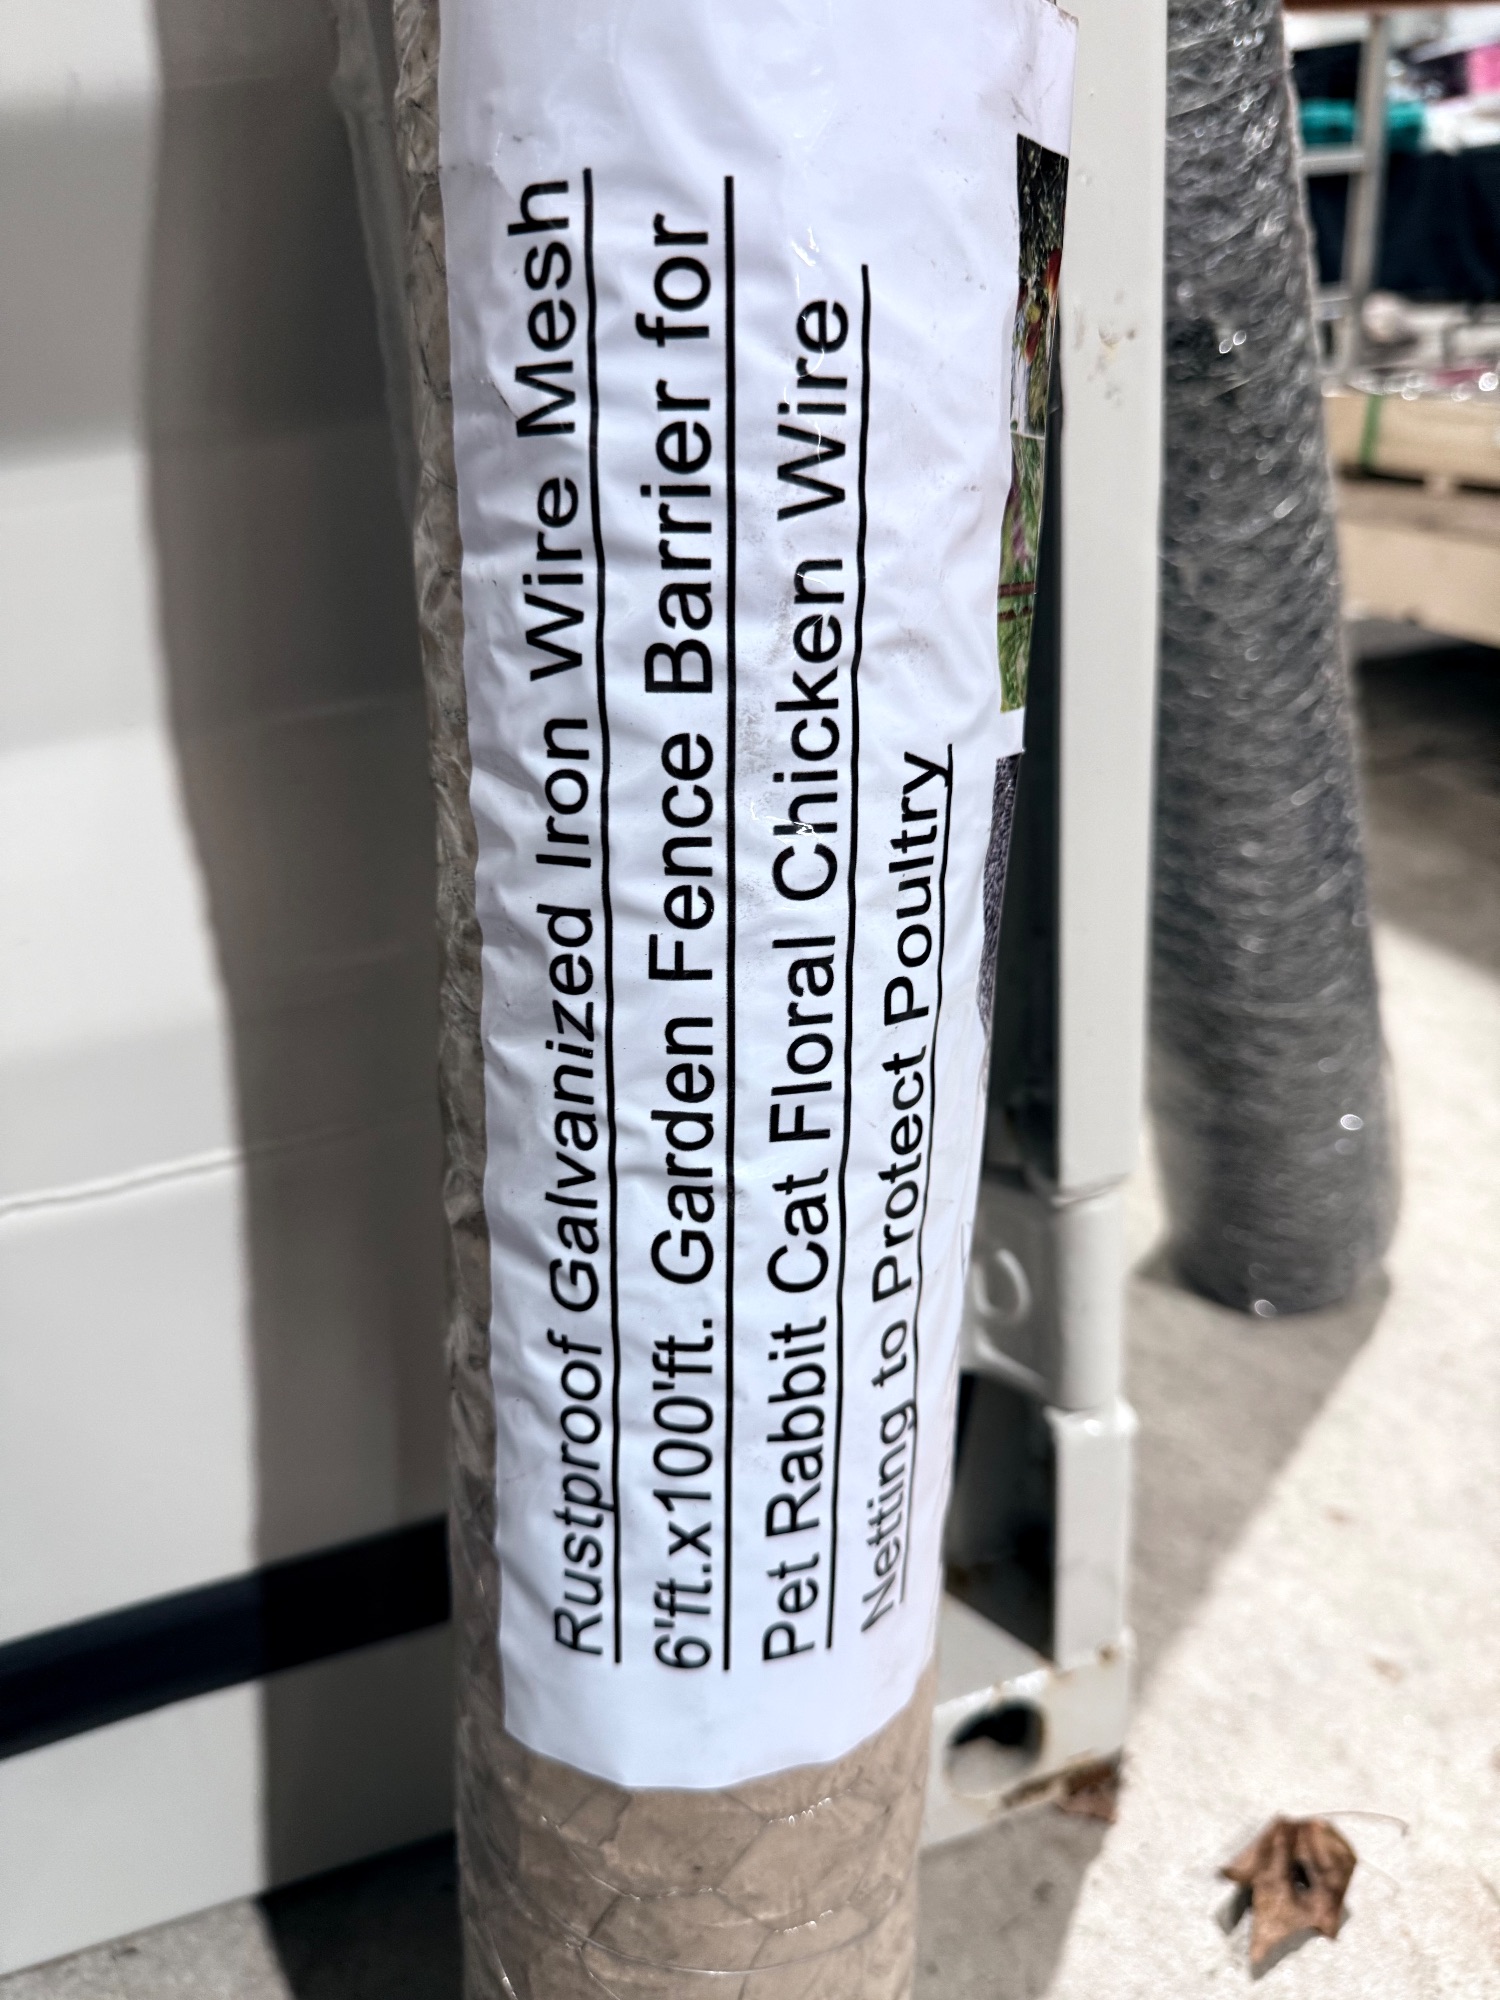 Rustproof Galvanized Iron Wire Mesh
6'ft.x100'ft. Garden Fence Barrier for
Pet Rabbit Cat Floral Chicken Wire
Netting to Protect Poultry